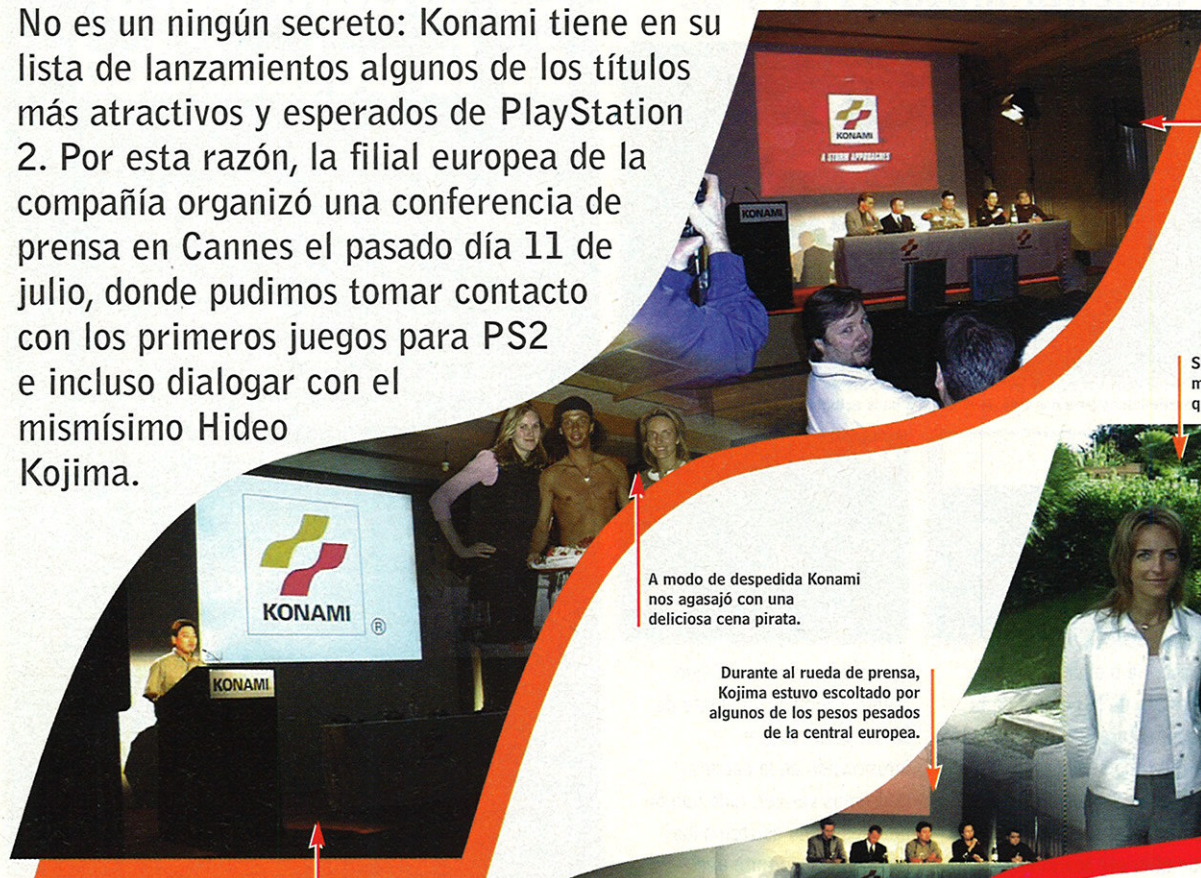 No es un ningún secreto: Konami tiene en su
lista de lanzamientos algunos de los títulos
más atractivos y esperados de PlayStation
2. Por esta razón, la filial europea de la
compañía organizó una conferencia de
prensa en Cannes el pasado día 11 de
julio, donde pudimos tomar contacto
con los primeros juegos para PS2
e incluso dialogar con el
mismísimo Hideo
Kojima.
KONAMI
A STORM APPROACHES
KONAMI
S
m
q
KONAMI
®
KONAMI
A modo de despedida Konami
nos agasajó con una
deliciosa cena pirata.
Durante al rueda de prensa,
Kojima estuvo escoltado por
algunos de los pesos pesados
de la central europea.